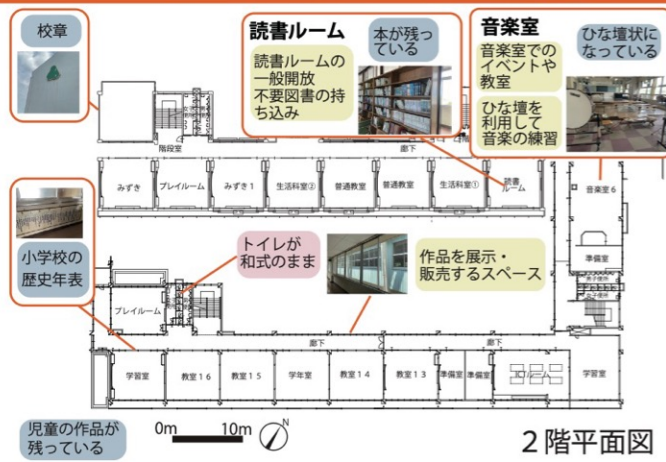 校章
読書ルーム
読書ルームの
一般開放
不要図書の持
ち込み
本が残っ
ている
音楽室
音楽室での
イベントや
教室
ひな壇を
利用して
音楽の練習
ひな壇状に
なっている
階段室
廊下
みずき
プレイルーム
みずき1
生活科室②
普通教室
普通教室
生活科室①
読書
ルーム
音楽室6
準備室
小学校の
歴史年表
トイレが
和式のまま
作品を展示・
販売するスペース
プレイルーム
廊下
廊下
学習室
教室16
教室15
学年室
教室14
教室13
準備室
準備室
ICTルーム
学習室
児童の作品が
残っている
0m 10m
N
2階平面図